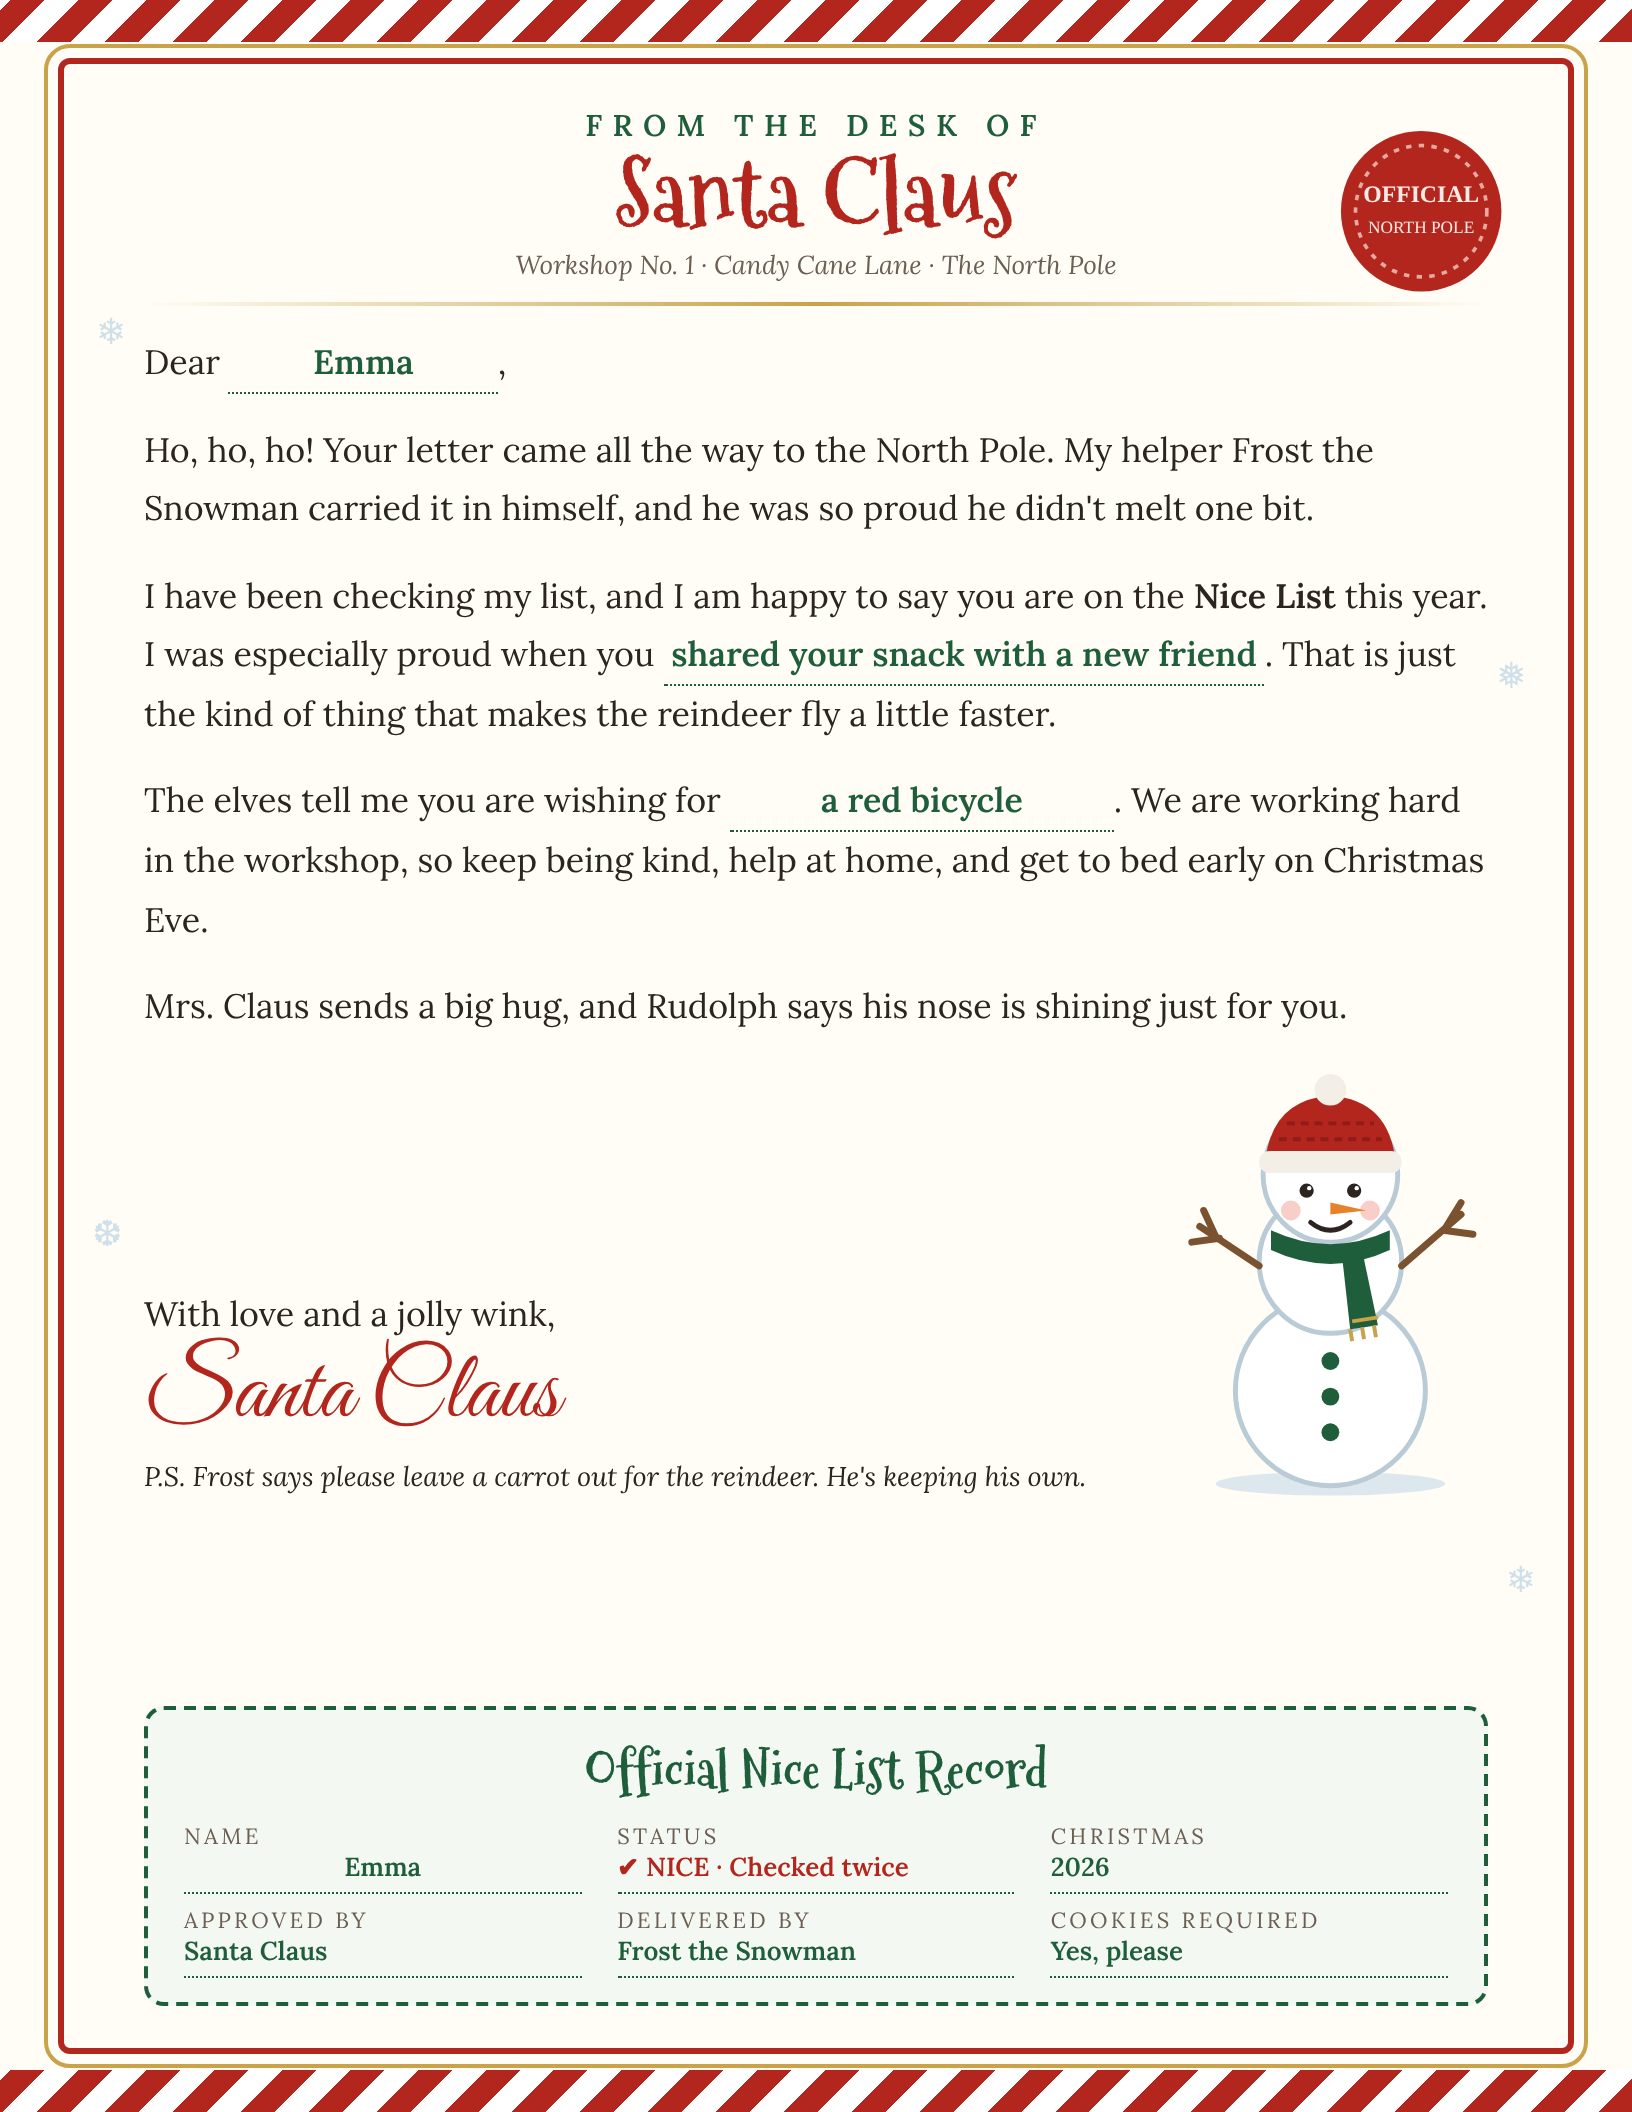 FROM THE DESK OF
Santa Claus
OFFICIAL
NORTH POLE
Workshop No. 1 · Candy Cane Lane · The North Pole
Dear Emma,
Ho, ho, ho! Your letter came all the way to the North Pole. My helper Frost the
Snowman carried it in himself, and he was so proud he didn't melt one bit.
I have been checking my list, and I am happy to say you are on the Nice List this year.
I was especially proud when you shared your snack with a new friend. That is just
the kind of thing that makes the reindeer fly a little faster.
The elves tell me you are wishing for a red bicycle. We are working hard
in the workshop, so keep being kind, help at home, and get to bed early on Christmas
Eve.
Mrs. Claus sends a big hug, and Rudolph says his nose is shining just for you.
With love and a jolly wink,
Santa Claus
P.S. Frost says please leave a carrot out for the reindeer. He's keeping his own.
Official Nice List Record
NAME
Emma
STATUS
✔ NICE · Checked twice
CHRISTMAS
2026
APPROVED BY
Santa Claus
DELIVERED BY
Frost the Snowman
COOKIES REQUIRED
Yes, please